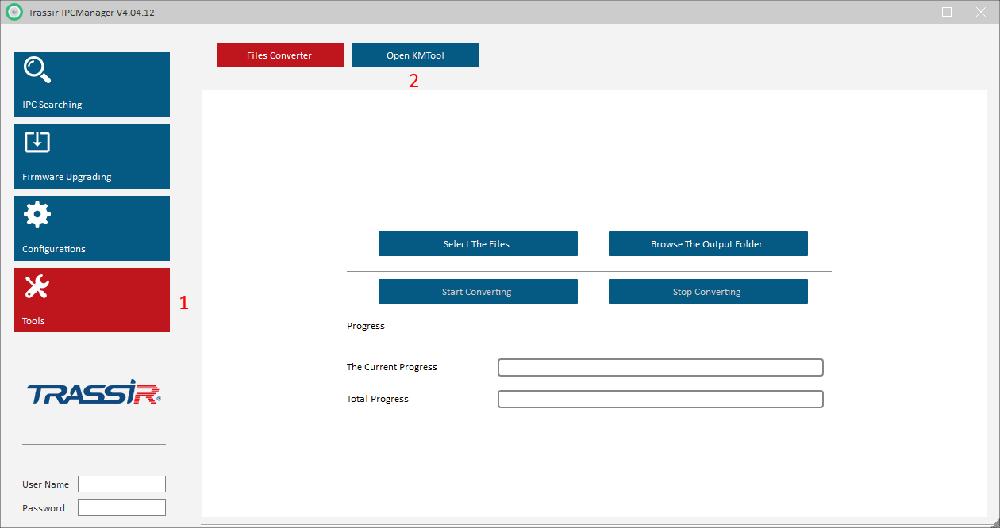 Trassir IPCManager V4.04.12
Files Converter
Open KMTool
2
IPC Searching
Firmware Upgrading
Configurations
Tools
1
Select The Files
Browse The Output Folder
Start Converting
Stop Converting
Progress
The Current Progress
Total Progress
TRASSIR®
User Name
Password